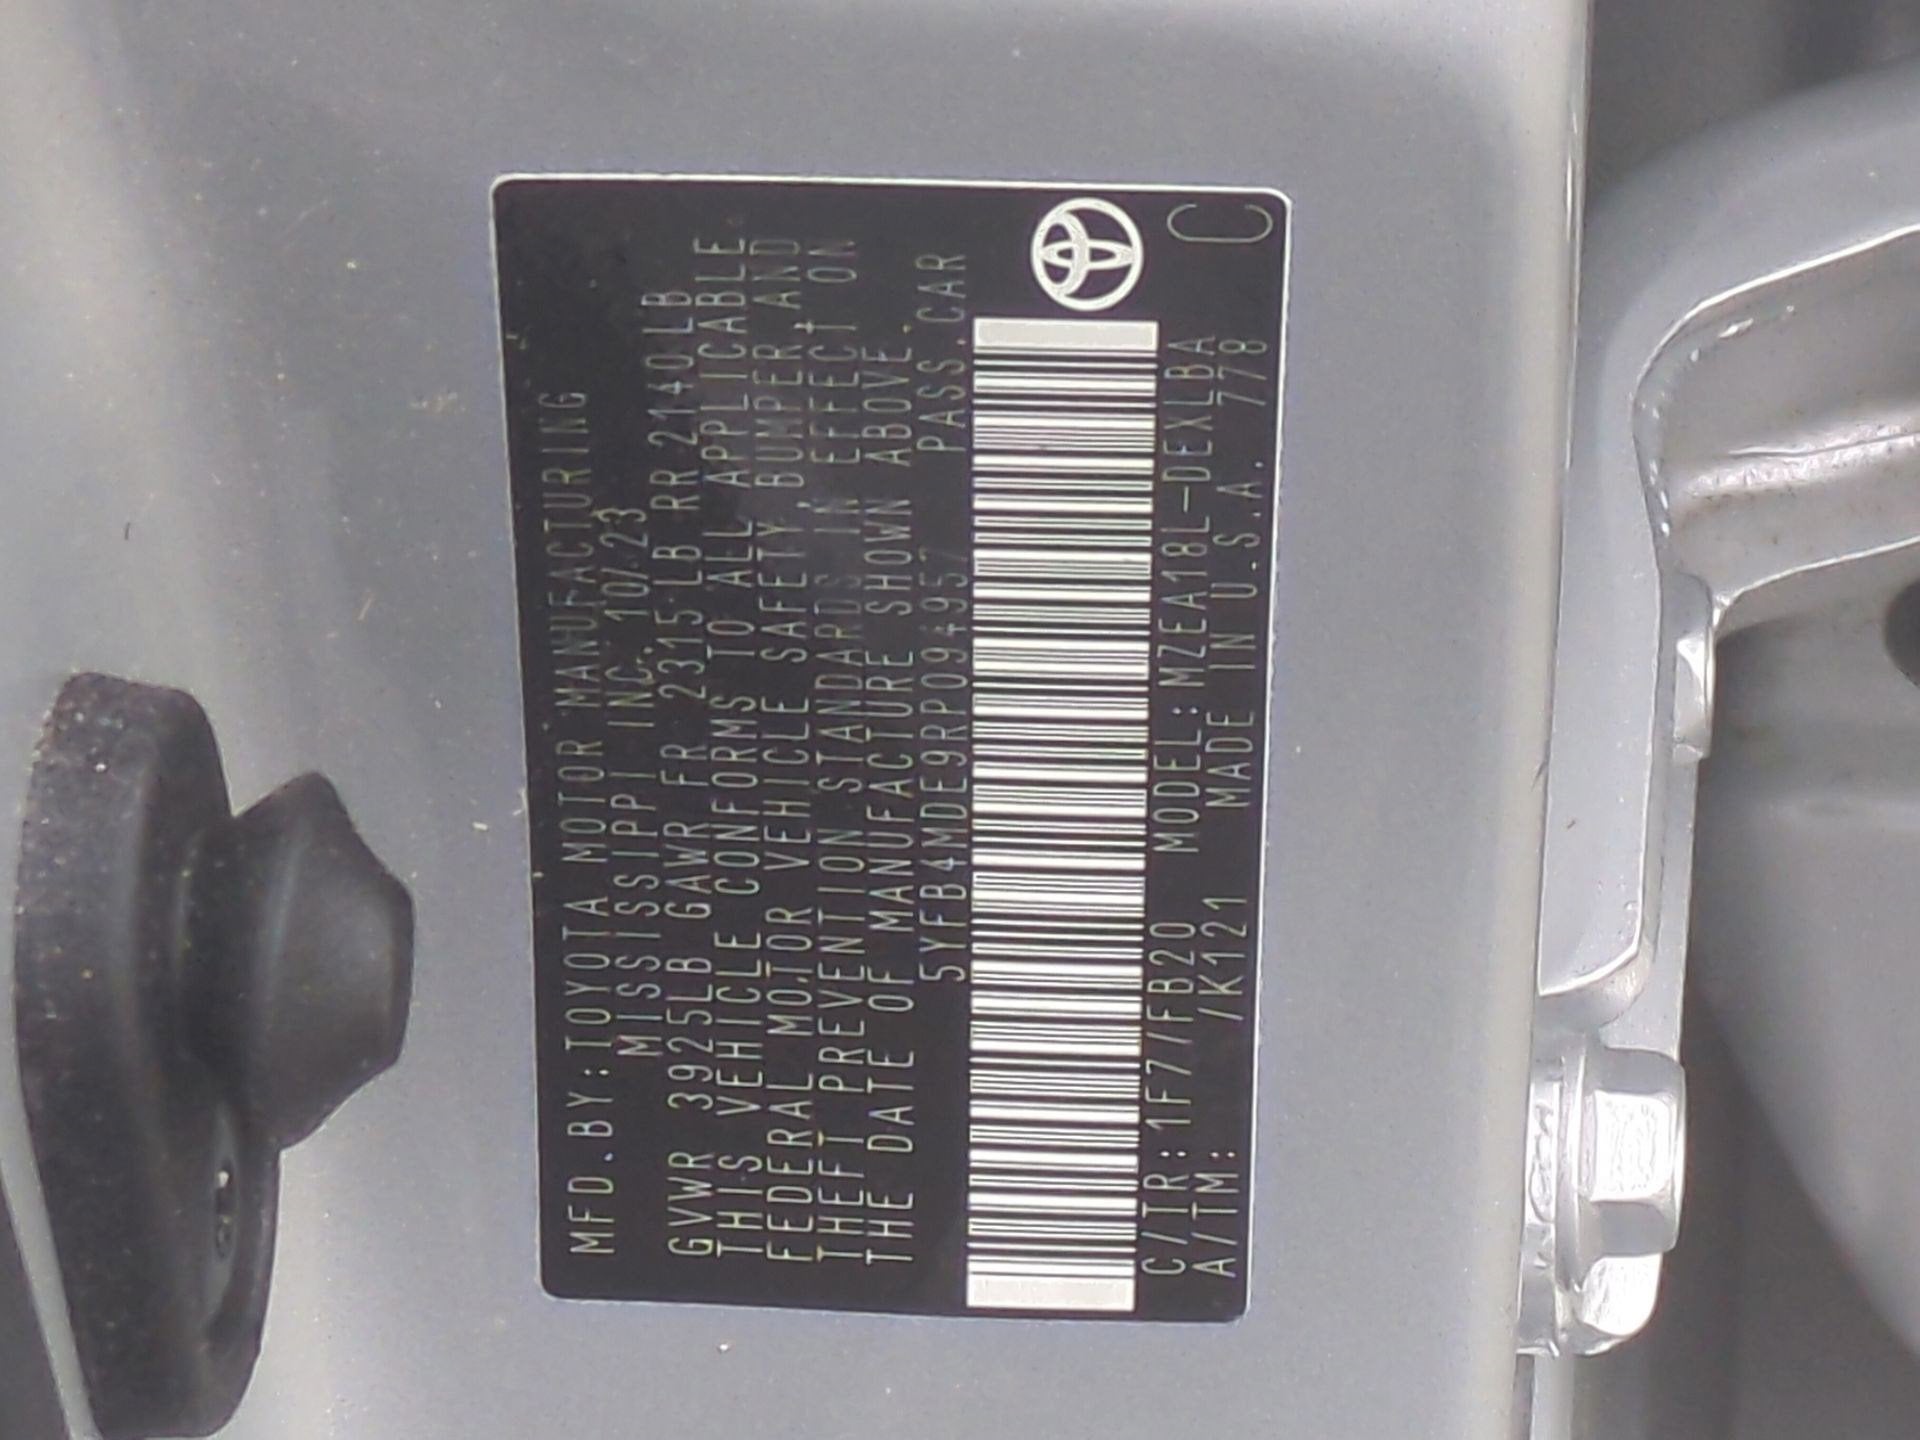 MFD.BY:TOYOTA MOTOR MANUFACTURING
MISSISSIPPI INC. 10/23
GVWR 3925LB GAWR FR 2315LB RR 2140LB
THIS VEHICLE CONFORMS TO ALL APPLICABLE
FEDERAL MOTOR VEHICLE SAFETY BUMPER AND
THEFT PREVENTION STANDARDS IN EFFECT ON
THE DATE OF MANUFACTURE SHOWN ABOVE.
5YFB4MDE9RP094957 PASS.CAR
C/TR:1F7/FB20 MODEL:MZEA18L-DEXLBA
A/TM: /K121 MADE IN U.S.A. 778 C